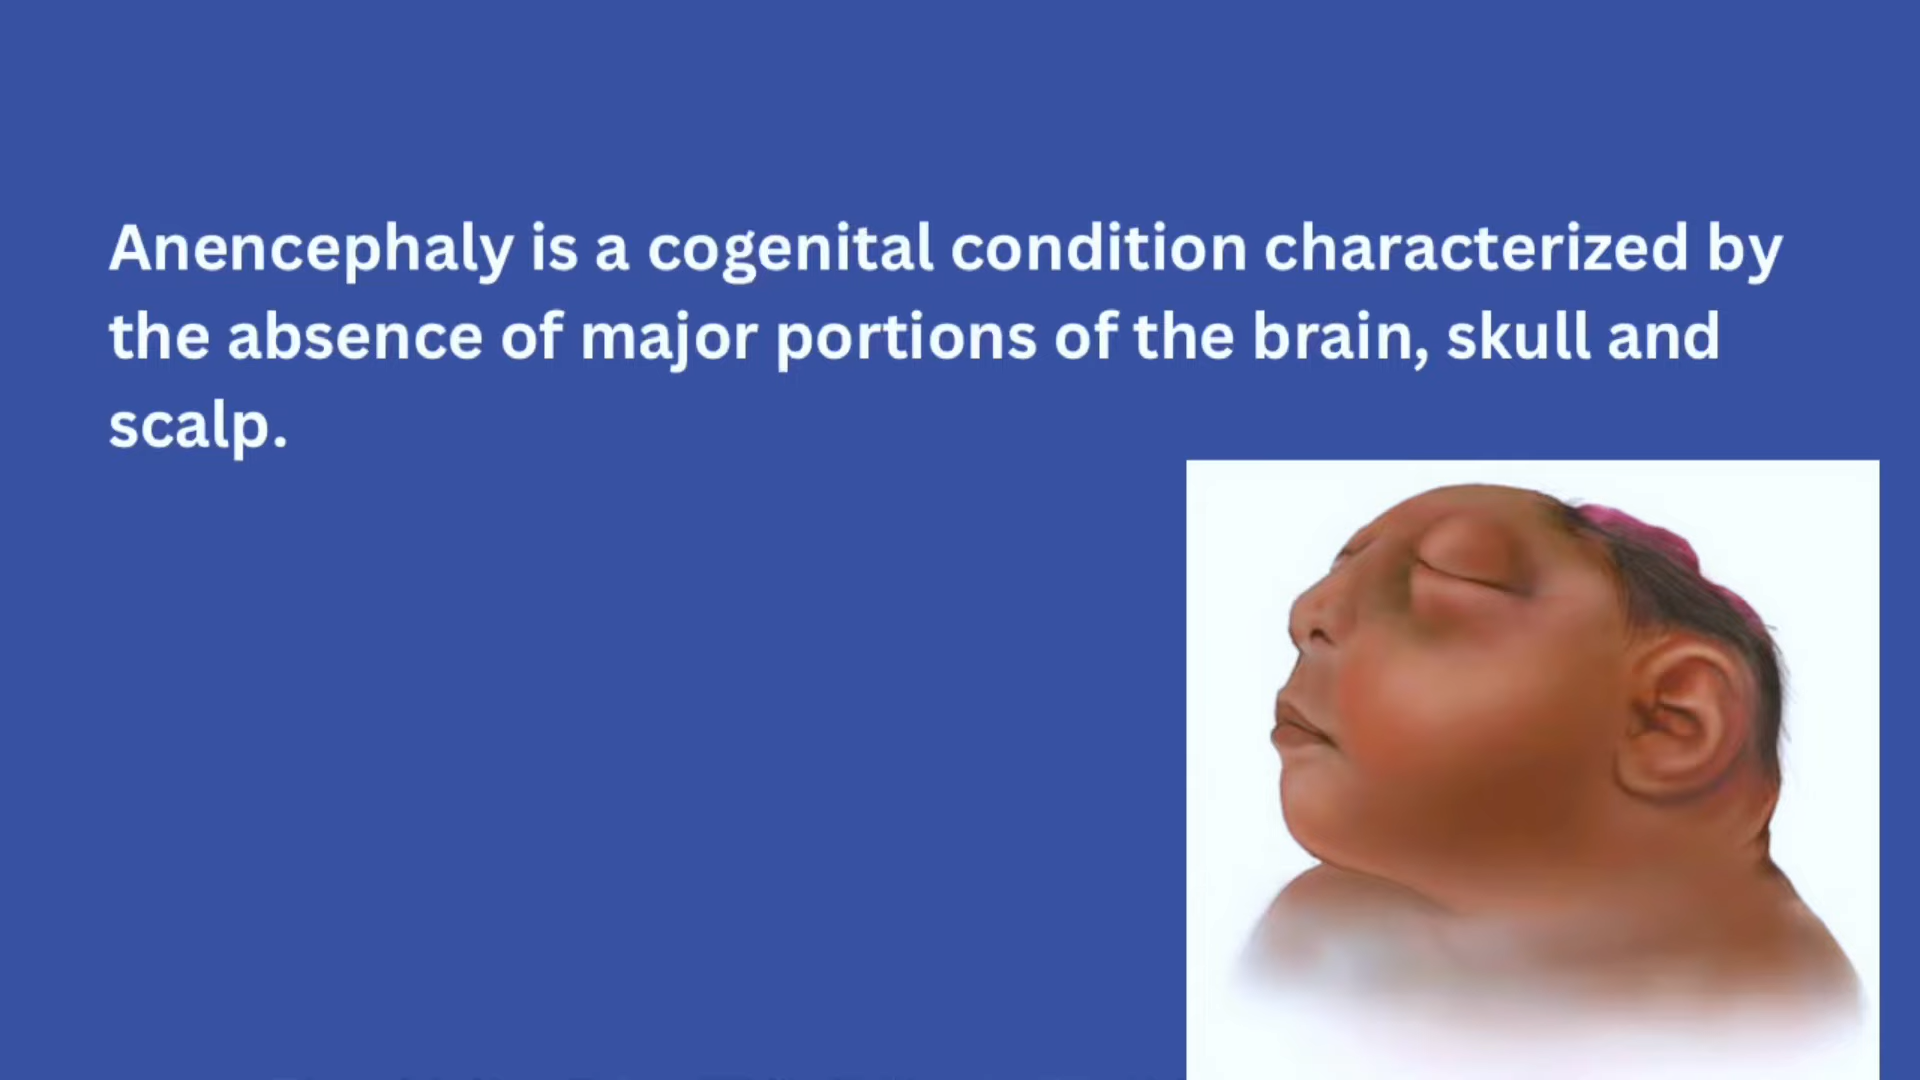 Anencephaly is a cogenital condition characterized by
the absence of major portions of the brain, skull and
scalp.